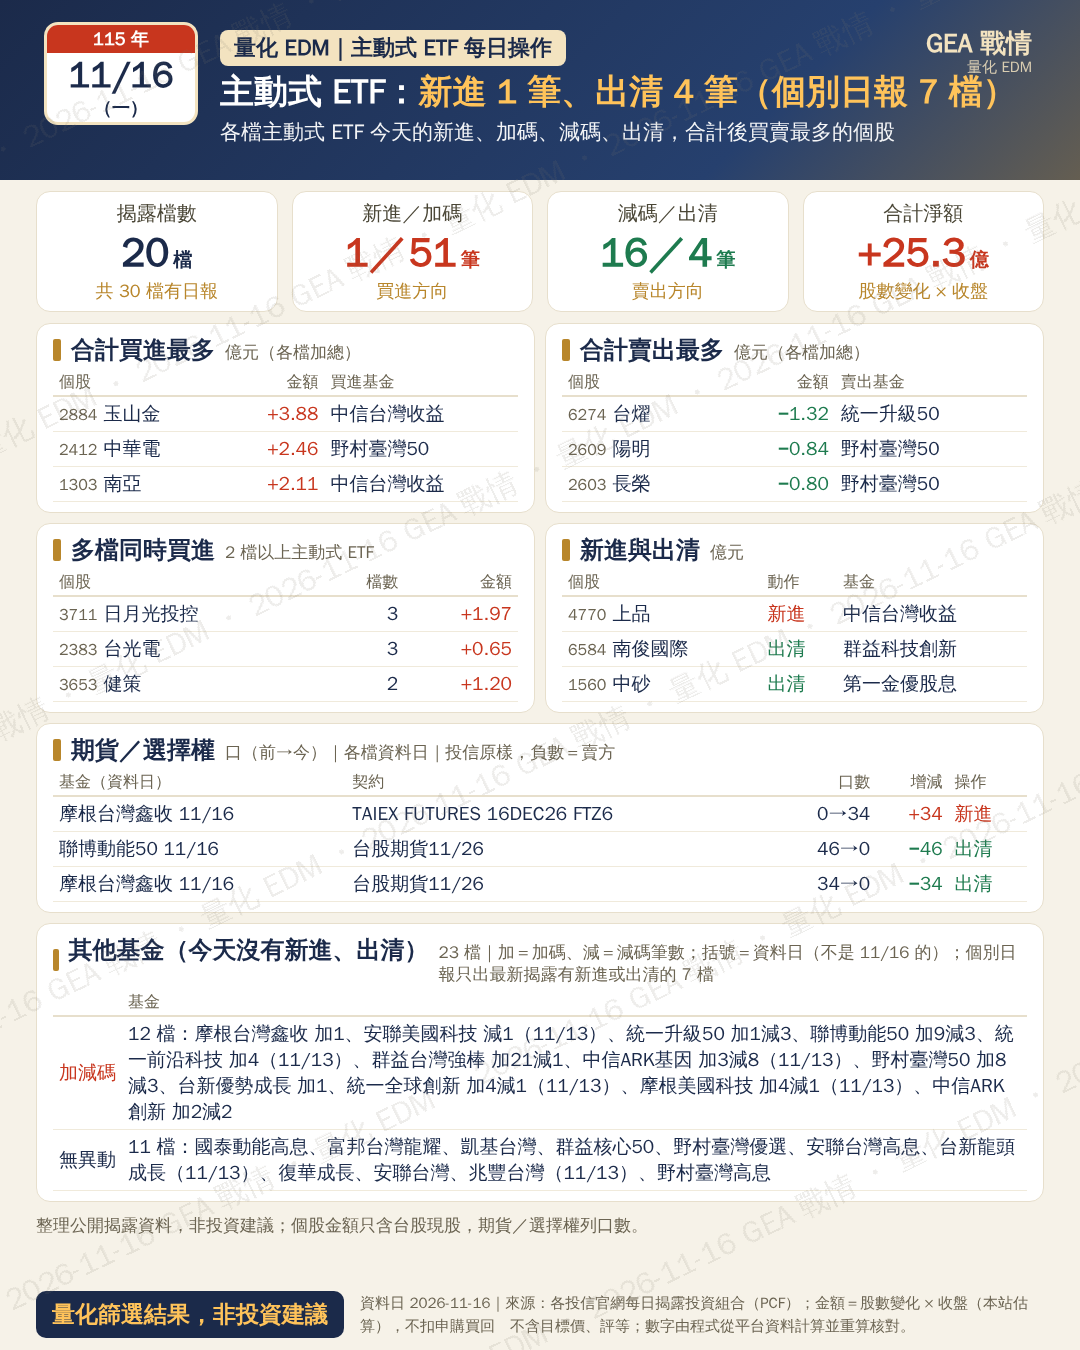 115 年
11/16
（一）
量化 EDM｜主動式 ETF 每日操作
主動式 ETF：新進 1 筆、出清 4 筆（個別日報 7 檔）
各檔主動式 ETF 今天的新進、加碼、減碼、出清，合計後買賣最多的個股
GEA 戰情
量化 EDM
揭露檔數
20 檔
共 30 檔有日報
新進／加碼
1／51 筆
買進方向
減碼／出清
16／4 筆
賣出方向
合計淨額
+25.3 億
股數變化 × 收盤
合計買進最多 億元（各檔加總）
個股 金額 買進基金
2884 玉山金 +3.88 中信台灣收益
2412 中華電 +2.46 野村臺灣50
1303 南亞 +2.11 中信台灣收益
合計賣出最多 億元（各檔加總）
個股 金額 賣出基金
6274 台燿 −1.32 統一升級50
2609 陽明 −0.84 野村臺灣50
2603 長榮 −0.80 野村臺灣50
多檔同時買進 2 檔以上主動式 ETF
個股 檔數 金額
3711 日月光投控 3 +1.97
2383 台光電 3 +0.65
3653 健策 2 +1.20
新進與出清 億元
個股 動作 基金
4770 上品 新進 中信台灣收益
6584 南俊國際 出清 群益科技創新
1560 中砂 出清 第一金優股息
期貨／選擇權 口（前→今）｜各檔資料日｜投信原樣，負數＝賣方
基金（資料日） 契約 口數 增減 操作
摩根台灣鑫收 11/16 TAIEX FUTURES 16DEC26 FTZ6 0→34 +34 新進
聯博動能50 11/16 台股期貨11/26 46→0 −46 出清
摩根台灣鑫收 11/16 台股期貨11/26 34→0 −34 出清
其他基金（今天沒有新進、出清） 23 檔｜加＝加碼、減＝減碼筆數；括號＝資料日（不是 11/16 的）；個別日
報只出最新揭露有新進或出清的 7 檔
基金
加減碼 12 檔：摩根台灣鑫收 加1、安聯美國科技 減1（11/13）、統一升級50 加1減3、聯博動能50 加9減3、統
一前沿科技 加4（11/13）、群益台灣強棒 加21減1、中信ARK基因 加3減8（11/13）、野村臺灣50 加8
減3、台新優勢成長 加1、統一全球創新 加4減1（11/13）、摩根美國科技 加4減1（11/13）、中信ARK
創新 加2減2
無異動 11 檔：國泰動能高息、富邦台灣龍耀、凱基台灣、群益核心50、野村臺灣優選、安聯台灣高息、台新龍頭
成長（11/13）、復華成長、安聯台灣、兆豐台灣（11/13）、野村臺灣高息
整理公開揭露資料，非投資建議；個股金額只含台股現股，期貨／選擇權列口數。
量化篩選結果，非投資建議
資料日 2026-11-16｜來源：各投信官網每日揭露投資組合（PCF）；金額＝股數變化 × 收盤（本站估
算），不扣申購買回　不含目標價、評等；數字由程式從平台資料計算並重算核對。